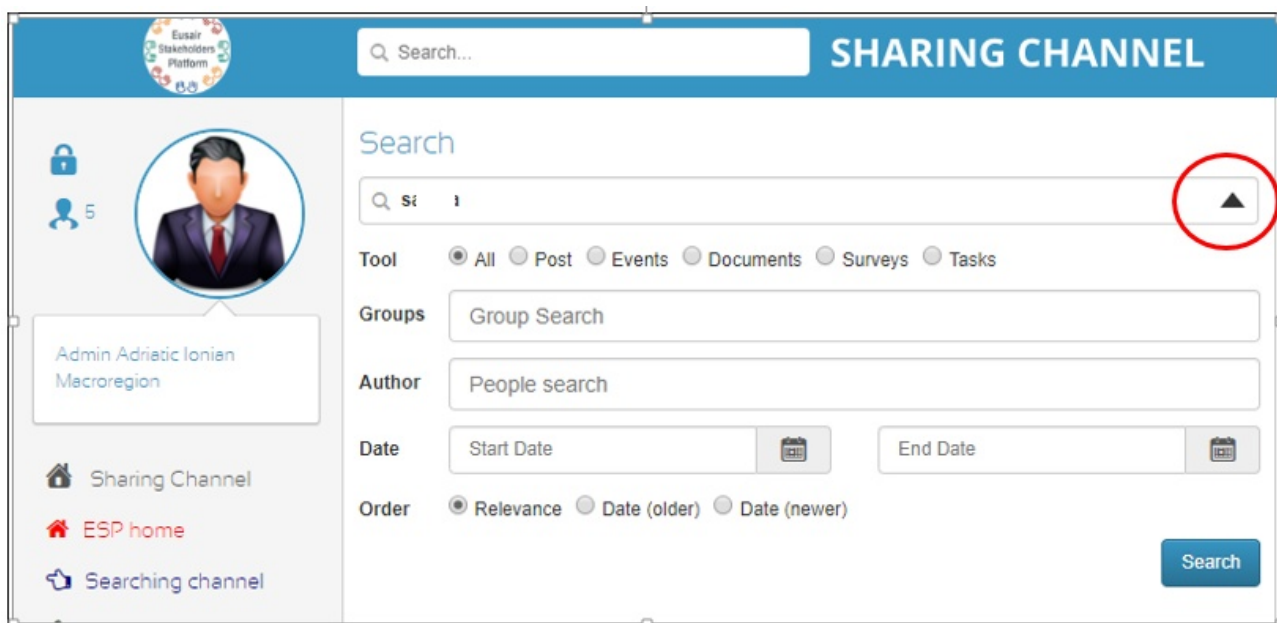 Eusair
Stakeholders
Platform
Search...
SHARING CHANNEL
5
Admin Adriatic Ionian
Macroregion
Sharing Channel
ESP home
Searching channel
Search
Tool All Post Events Documents Surveys Tasks
Groups Group Search
Author People search
Date Start Date End Date
Order Relevance Date (older) Date (newer)
Search